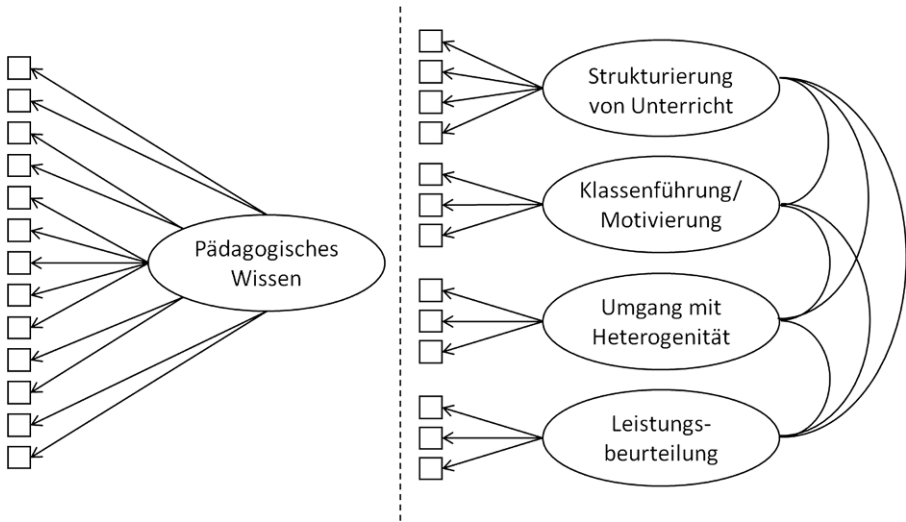 Pädagogisches
Wissen
Strukturierung
von Unterricht
Klassenführung/
Motivierung
Umgang mit
Heterogenität
Leistungs-
beurteilung